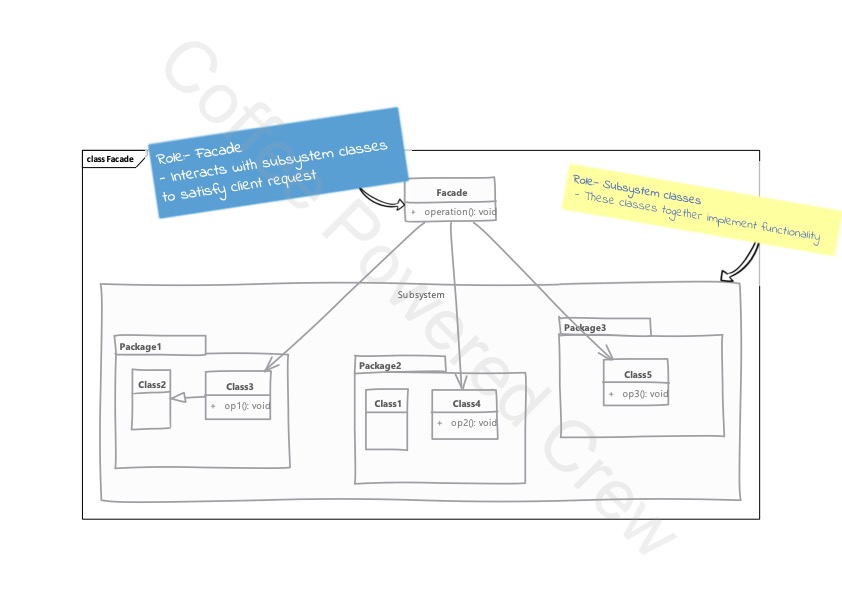 Coffee Powered Crew
class Facade
Role- Facade
- Interacts with subsystem classes
to satisfy client request
Facade
+ operation(): void
Role- Subsystem classes
- These classes together implement functionality
Subsystem
Package1
Class2
Class3
+ op1(): void
Package2
Class1
Class4
+ op2(): void
Package3
Class5
+ op3(): void